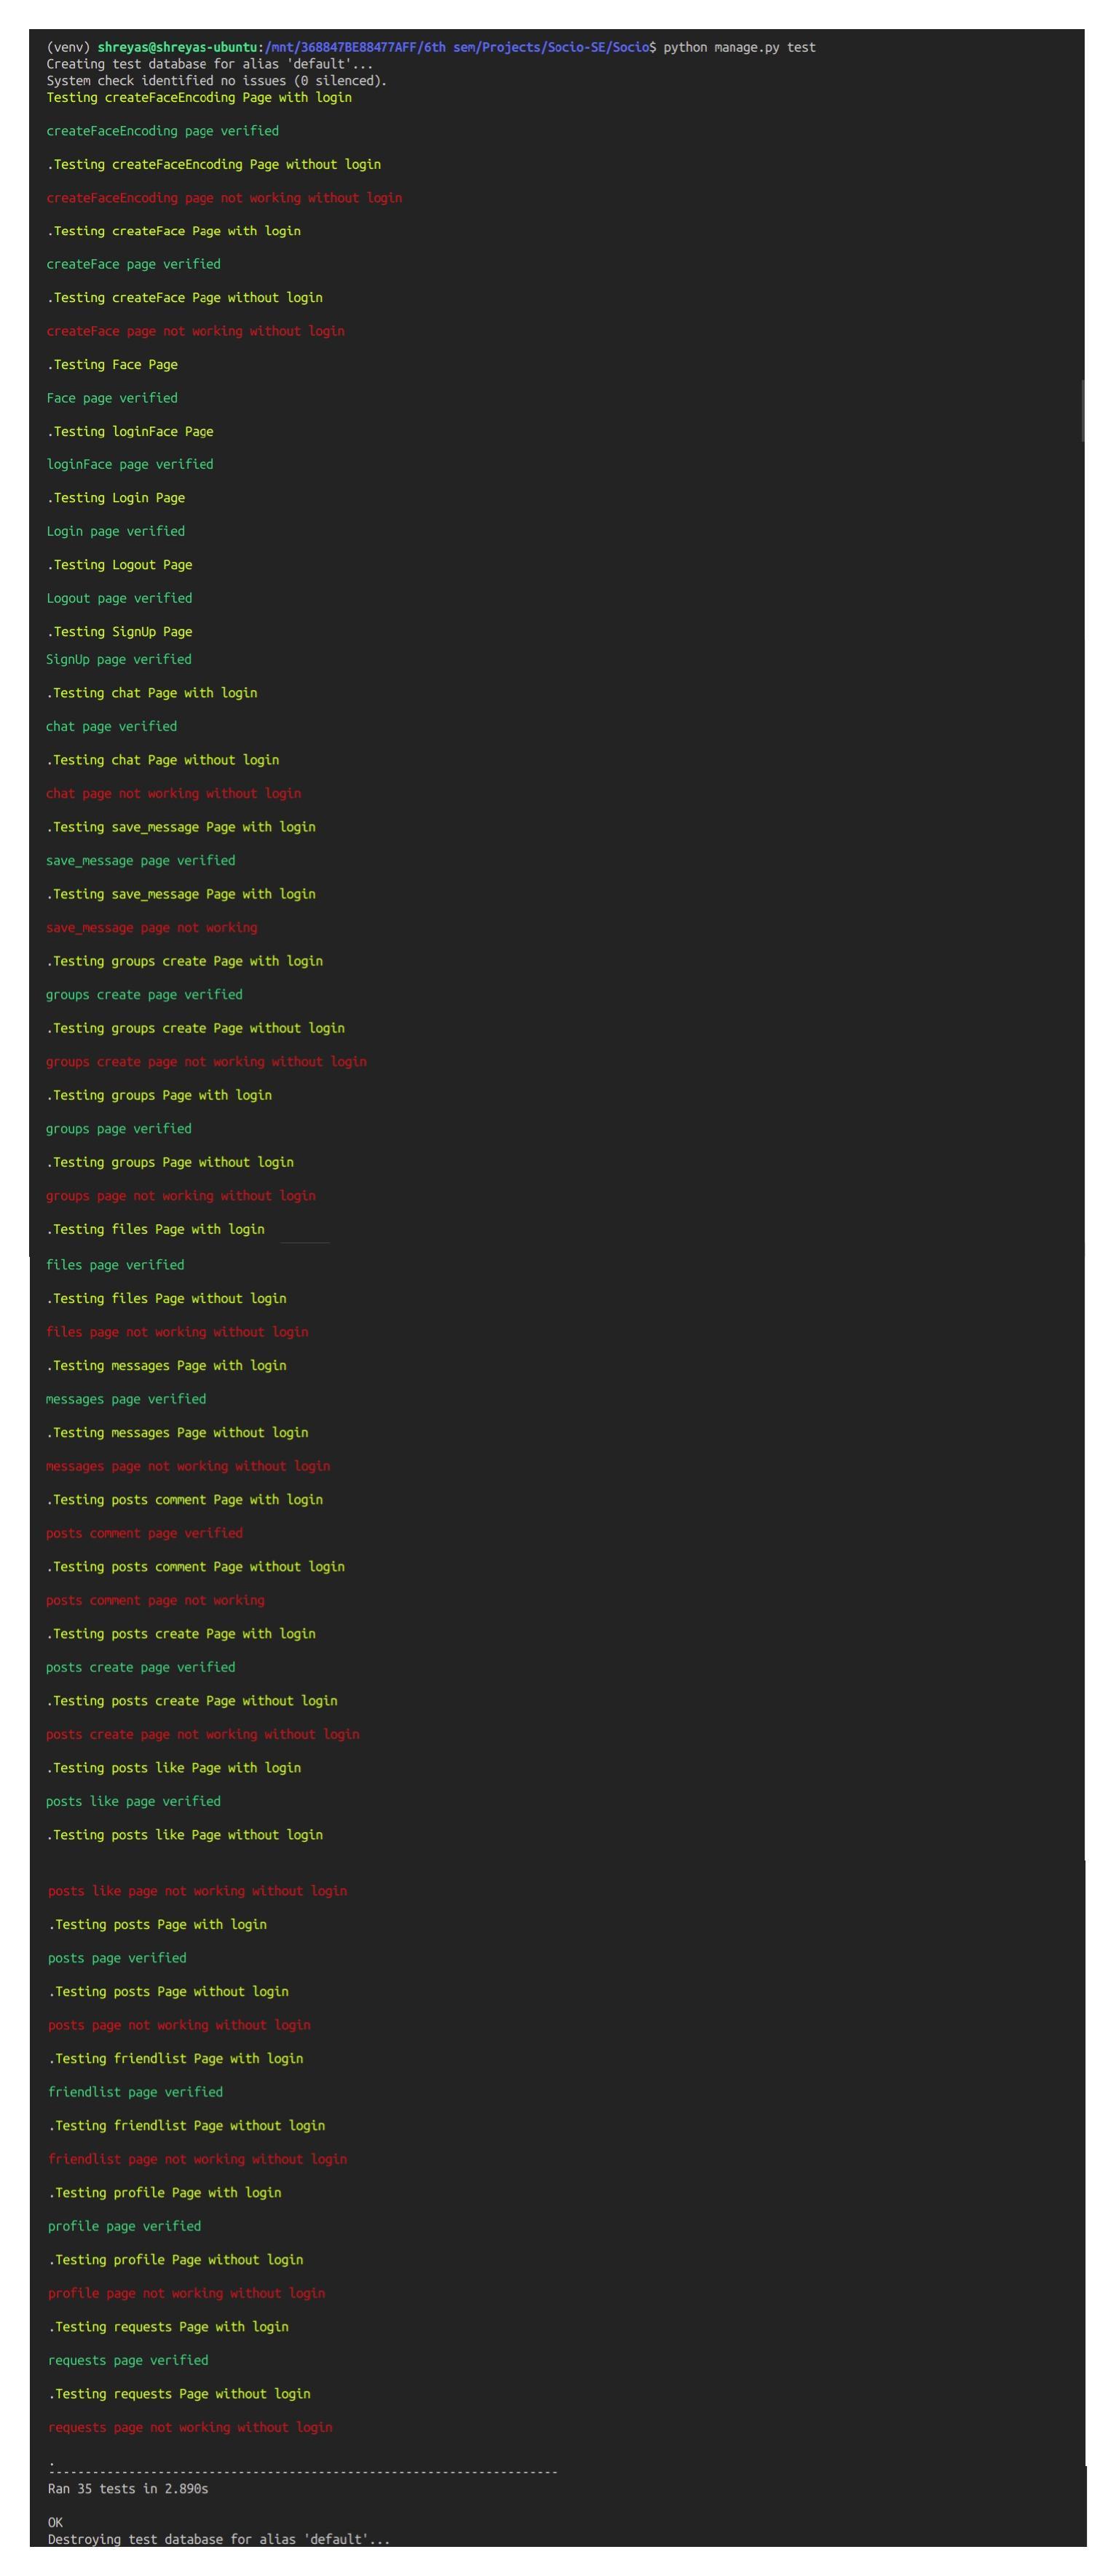 (venv) shreyas@shreyas-ubuntu:/mnt/368847BE88477AFF/6th sem/Projects/Socio-SE/Socio$ python manage.py test
Creating test database for alias 'default'...
System check identified no issues (0 silenced).
Testing createFaceEncoding Page with login
createFaceEncoding page verified
.Testing createFaceEncoding Page without login
createFaceEncoding page not working without login
.Testing createFace Page with login
createFace page verified
.Testing createFace Page without login
createFace page not working without login
.Testing Face Page
Face page verified
.Testing loginFace Page
loginFace page verified
.Testing Login Page
Login page verified
.Testing Logout Page
Logout page verified
.Testing SignUp Page
SignUp page verified
.Testing chat Page with login
chat page verified
.Testing chat Page without login
chat page not working without login
.Testing save_message Page with login
save_message page verified
.Testing save_message Page with login
save_message page not working
.Testing groups create Page with login
groups create page verified
.Testing groups create Page without login
groups create page not working without login
.Testing groups Page with login
groups page verified
.Testing groups Page without login
groups page not working without login
.Testing files Page with login
files page verified
.Testing files Page without login
files page not working without login
.Testing messages Page with login
messages page verified
.Testing messages Page without login
messages page not working without login
.Testing posts comment Page with login
posts comment page verified
.Testing posts comment Page without login
posts comment page not working
.Testing posts create Page with login
posts create page verified
.Testing posts create Page without login
posts create page not working without login
.Testing posts like Page with login
posts like page verified
.Testing posts like Page without login
posts like page not working without login
.Testing posts Page with login
posts page verified
.Testing posts Page without login
posts page not working without login
.Testing friendlist Page with login
friendlist page verified
.Testing friendlist Page without login
friendlist page not working without login
.Testing profile Page with login
profile page verified
.Testing profile Page without login
profile page not working without login
.Testing requests Page with login
requests page verified
.Testing requests Page without login
requests page not working without login
.
----------------------------------------------------------------------
Ran 35 tests in 2.890s
OK
Destroying test database for alias 'default'...